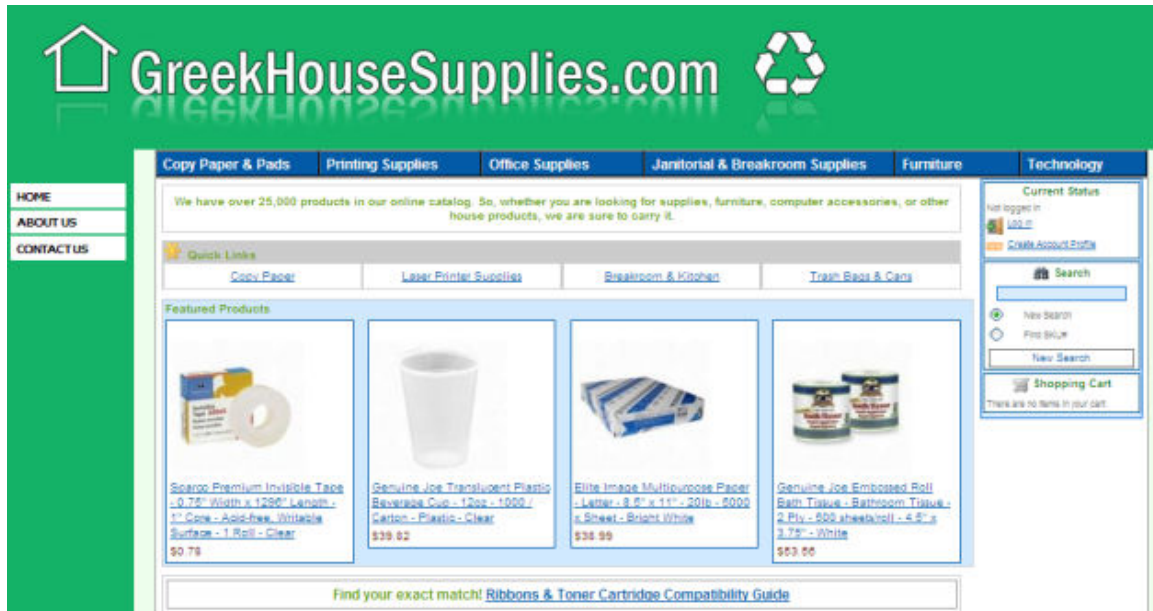 GreekHouseSupplies.com
Copy Paper & Pads
Printing Supplies
Office Supplies
Janitorial & Breakroom Supplies
Furniture
Technology
HOME
ABOUT US
CONTACT US
We have over 25,000 products in our online catalog. So, whether you are looking for supplies, furniture, computer accessories, or other
house products, we are sure to carry it.
Quick Links
Copy Paper
Laser Printer Supplies
Breakroom & Kitchen
Trash Bags & Cans
Featured Products
Sparco Premium Invisible Tape
- 0.75" Width x 1296" Length -
1" Core - Acid-free, Writable
Surface - 1 Roll - Clear
$0.78
Genuine Joe Translucent Plastic
Beverage Cup - 12oz - 1000 /
Carton - Plastic - Clear
$39.82
Elite Image Multipurpose Paper
- Letter - 8.5" x 11" - 20lb - 5000
x Sheet - Bright White
$38.99
Genuine Joe Embossed Roll
Bath Tissue - Bathroom Tissue -
2 Ply - 500 sheets/roll - 4.5" x
3.75" - White
Find your exact match! Ribbons & Toner Cartridge Compatibility Guide
Current Status
Not logged in
Log In
Create Account Profile
Search
New Search
Find SKU#
New Search
Shopping Cart
There are no items in your cart